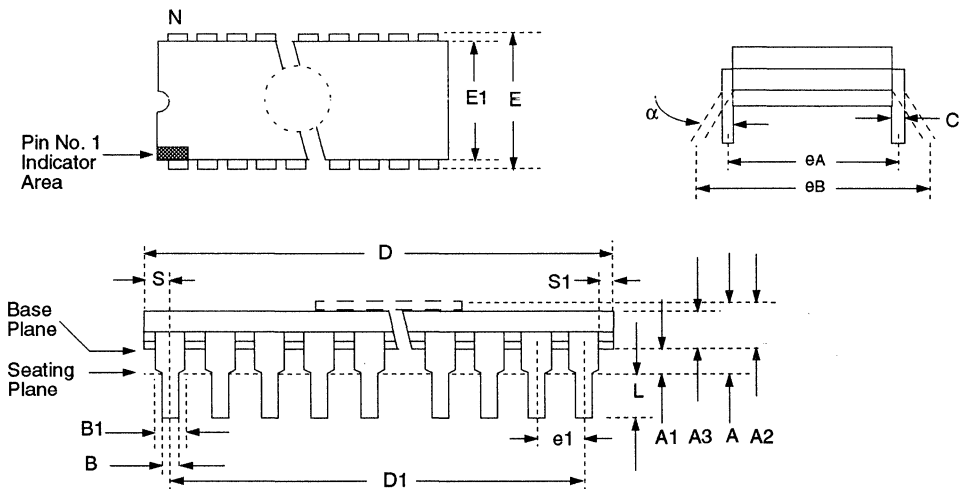 N
E1
E
Pin No. 1
Indicator
Area
α
C
eA
eB
D
S
S1
Base
Plane
Seating
Plane
L
B1
B
e1
D1
A1
A3
A
A2